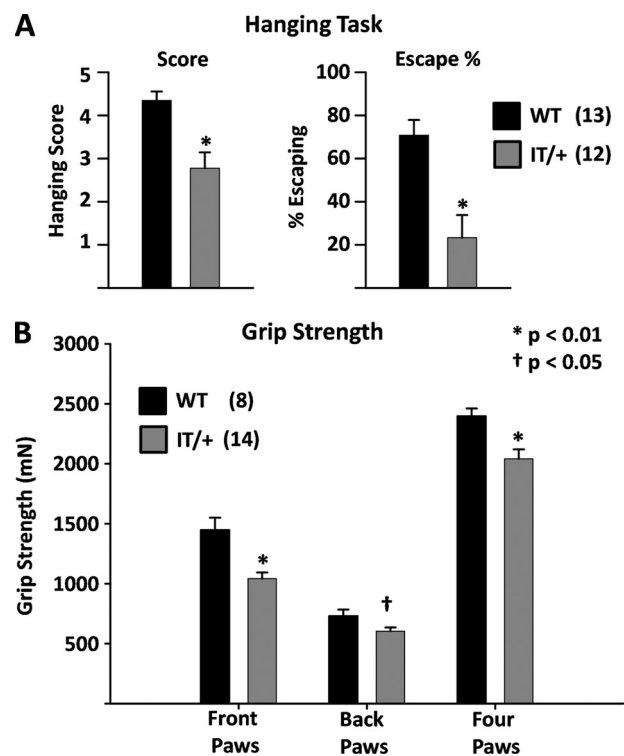 A
Hanging Task
Score
Escape %
5
4
3
2
1
Hanging Score
*
100
80
60
40
20
% Escaping
*
WT (13)
IT/+ (12)
B
Grip Strength
* p < 0.01
† p < 0.05
3000
2500
2000
1500
1000
500
Grip Strength (mN)
WT (8)
IT/+ (14)
*
†
*
Front
Paws
Back
Paws
Four
Paws